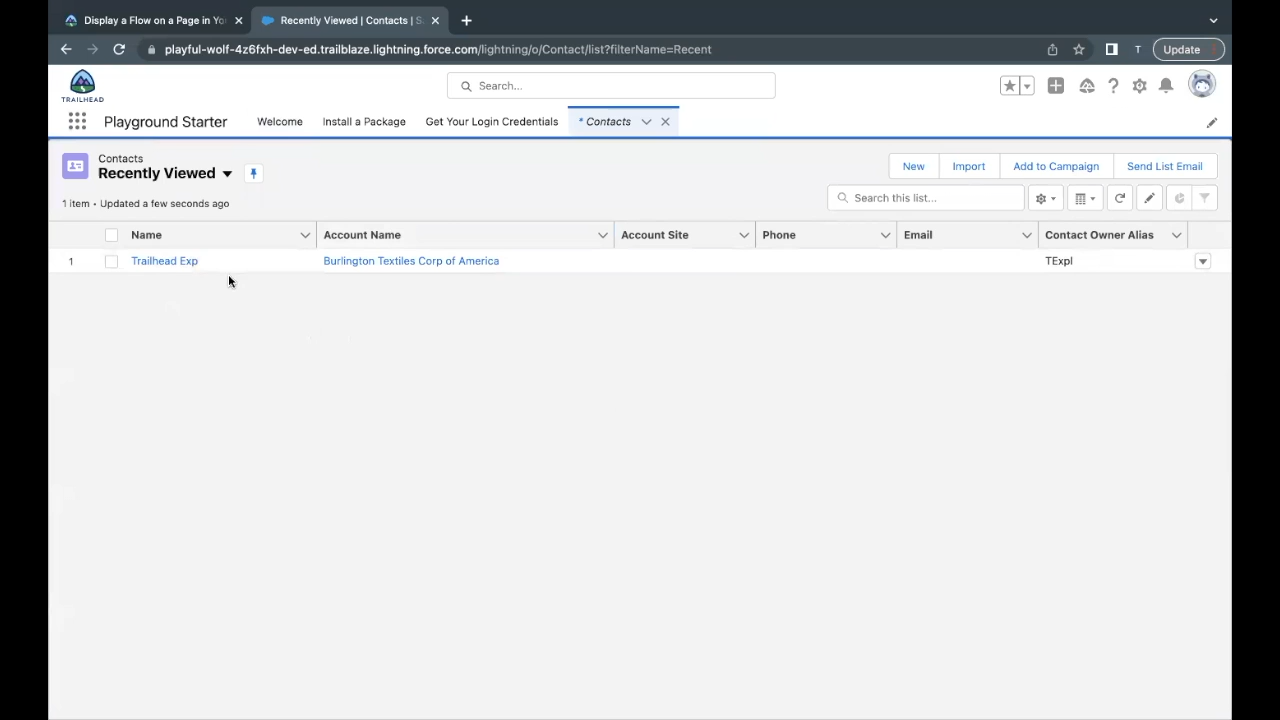 Display a Flow on a Page in Yo
Recently Viewed | Contacts | S
playful-wolf-4z6fxh-dev-ed.trailblaze.lightning.force.com/lightning/o/Contact/list?filterName=Recent
T
Update
TRAILHEAD
Search...
Playground Starter
Welcome
Install a Package
Get Your Login Credentials
* Contacts
Contacts
Recently Viewed
New
Import
Add to Campaign
Send List Email
1 item • Updated a few seconds ago
Search this list...
Name
Account Name
Account Site
Phone
Email
Contact Owner Alias
1
Trailhead Exp
Burlington Textiles Corp of America
TExpl